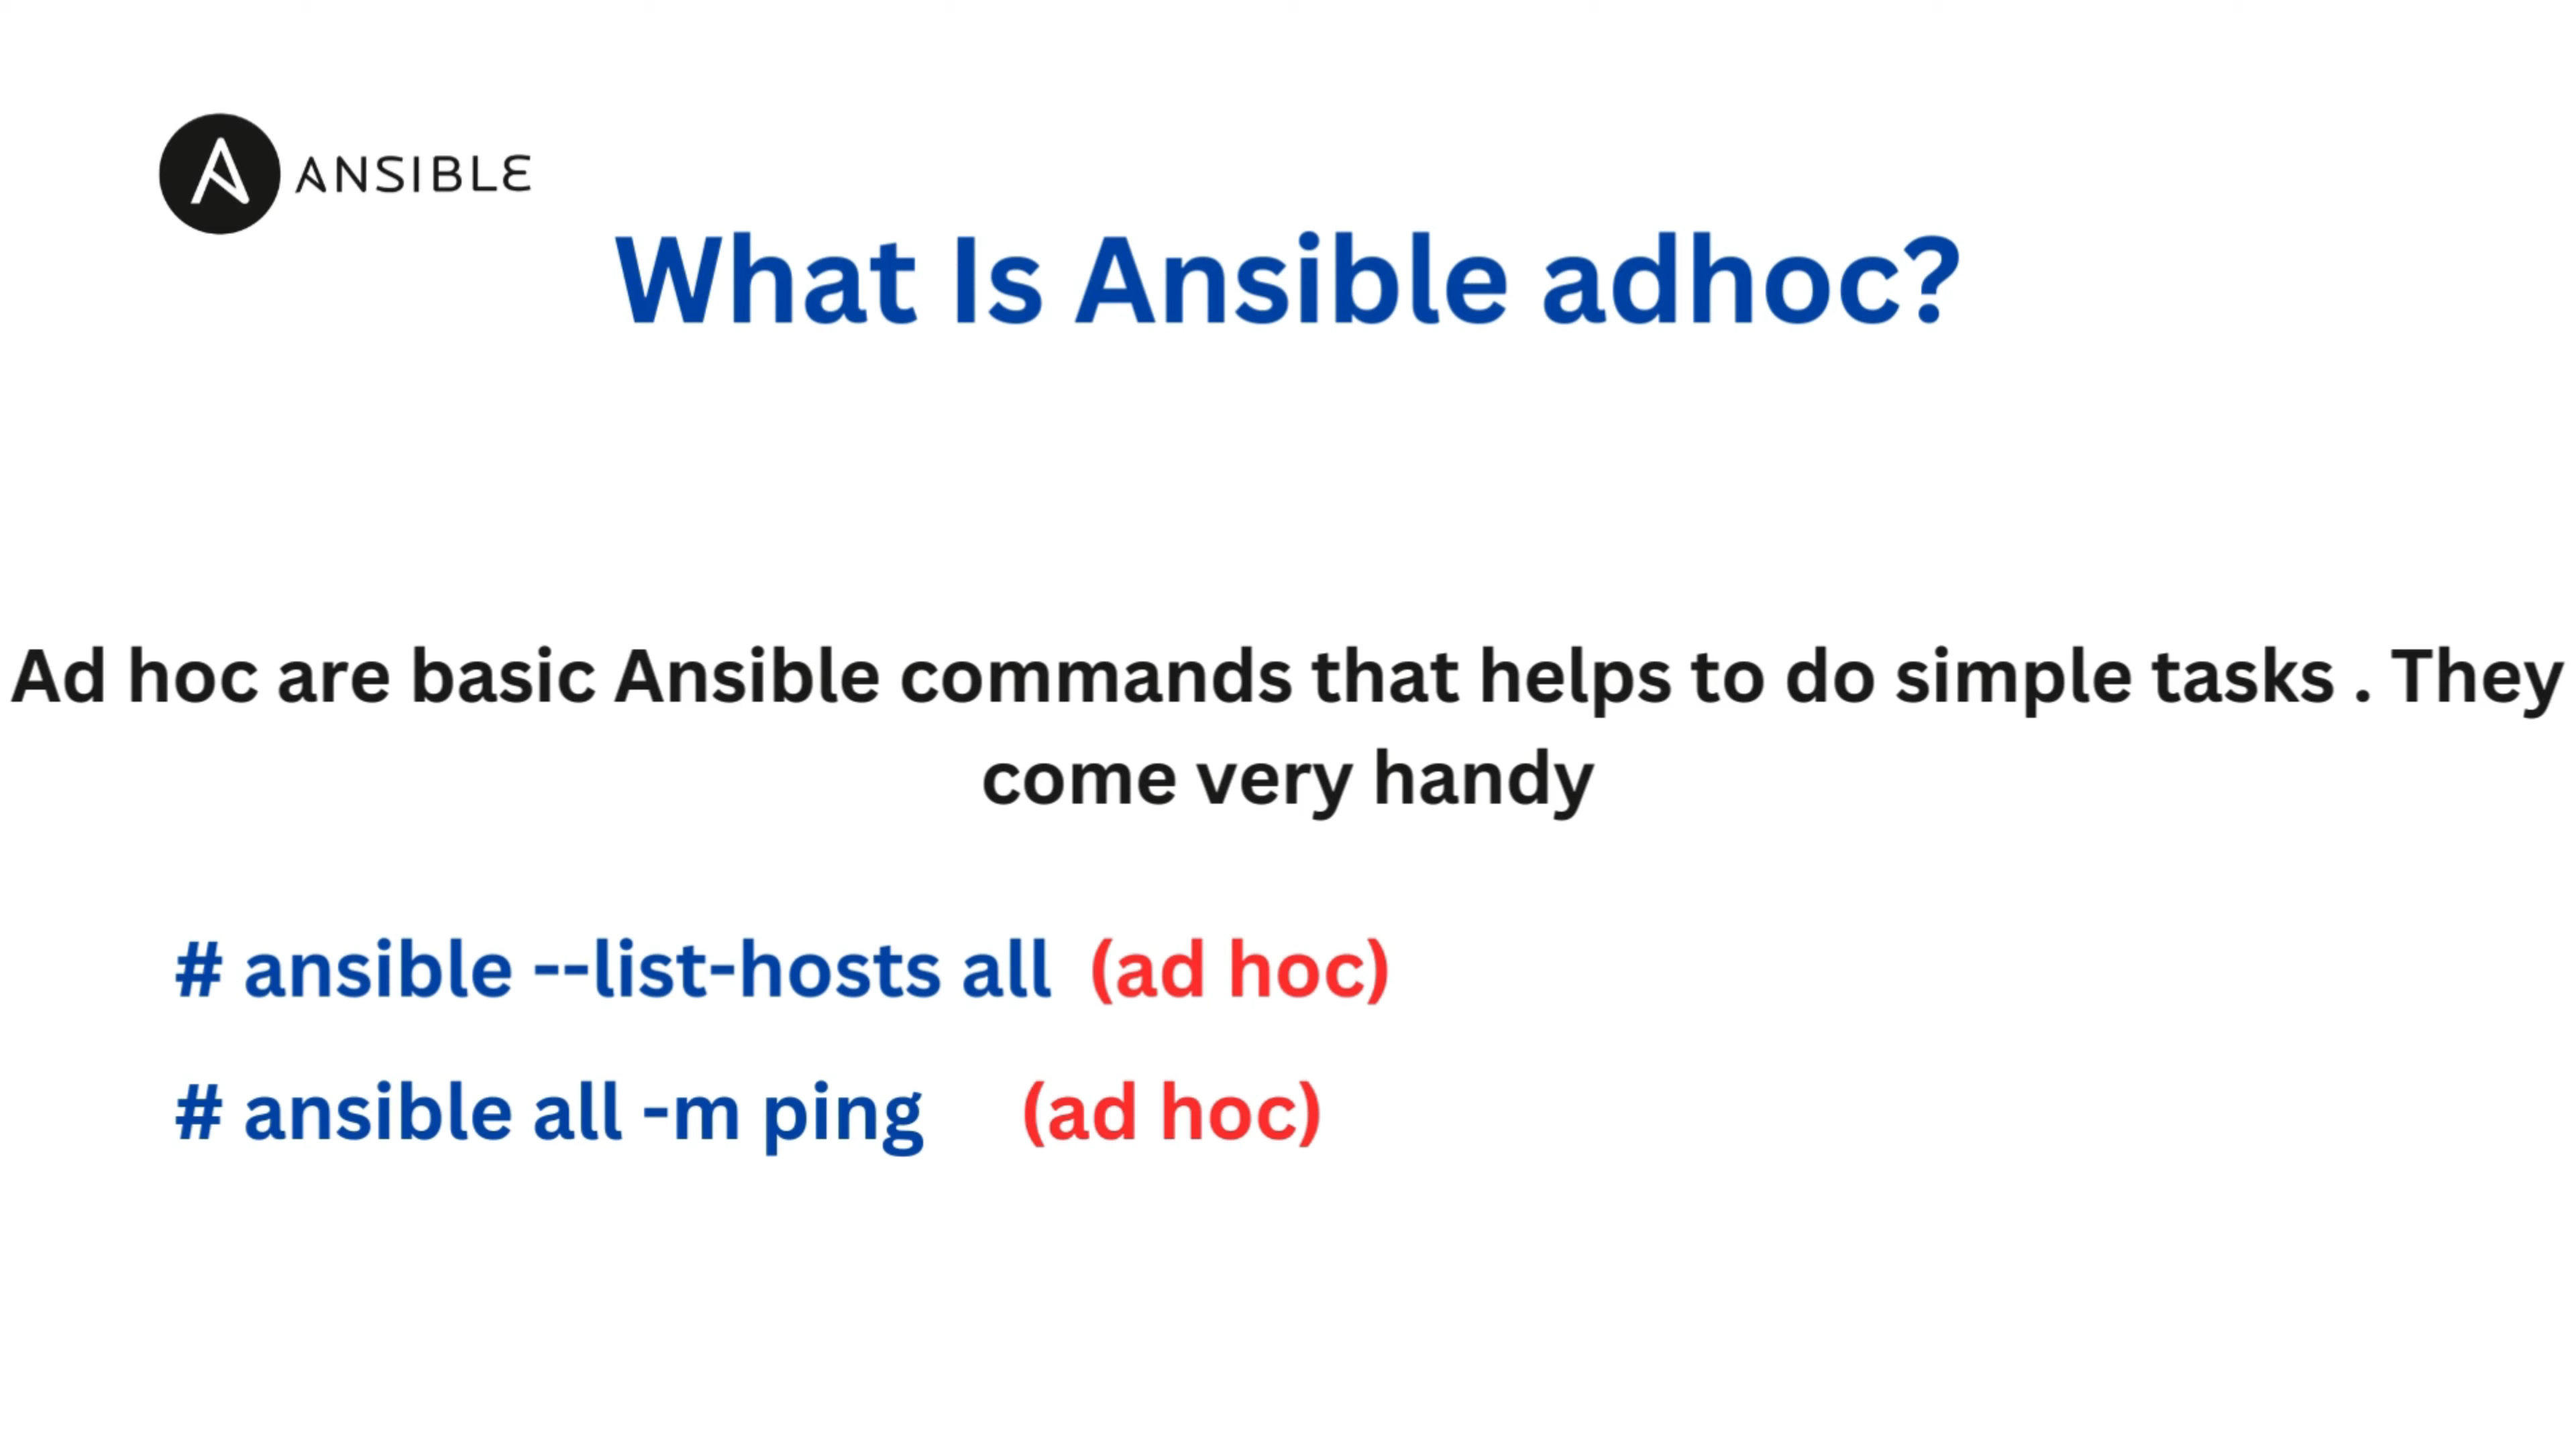 ANSIBLE
What Is Ansible adhoc?
Ad hoc are basic Ansible commands that helps to do simple tasks . They
come very handy
# ansible --list-hosts all (ad hoc)
# ansible all -m ping (ad hoc)